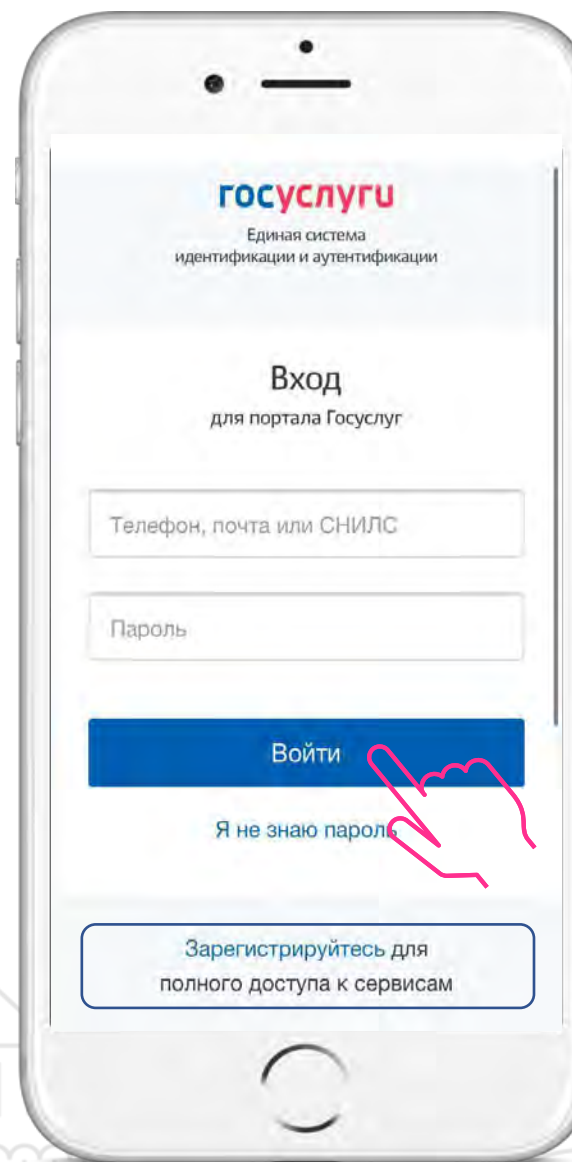 госуслуги
Единая система
идентификации и аутентификации
Вход
для портала Госуслуг
Телефон, почта или СНИЛС
Пароль
Войти
Я не знаю пароль
Зарегистрируйтесь для
полного доступа к сервисам